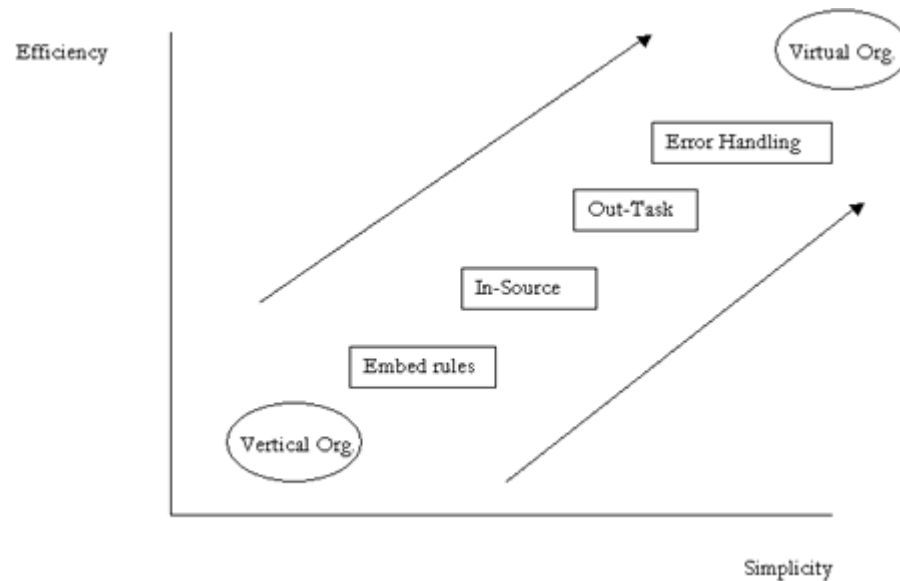 Efficiency
Virtual Org.
Error Handling
Out-Task
In-Source
Embed rules
Vertical Org.
Simplicity